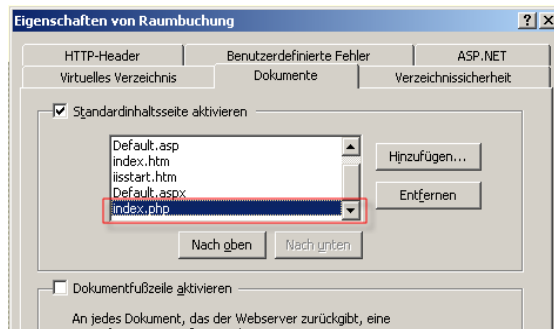 Eigenschaften von Raumbuchung
HTTP-Header Benutzerdefinierte Fehler ASP.NET
Virtuelles Verzeichnis Dokumente Verzeichnissicherheit
Standardinhaltsseite aktivieren
Default.asp
index.htm
iisstart.htm
Default.aspx
index.php
Hinzufügen...
Entfernen
Nach oben Nach unten
Dokumentfußzeile aktivieren
An jedes Dokument, das der Webserver zurückgibt, eine